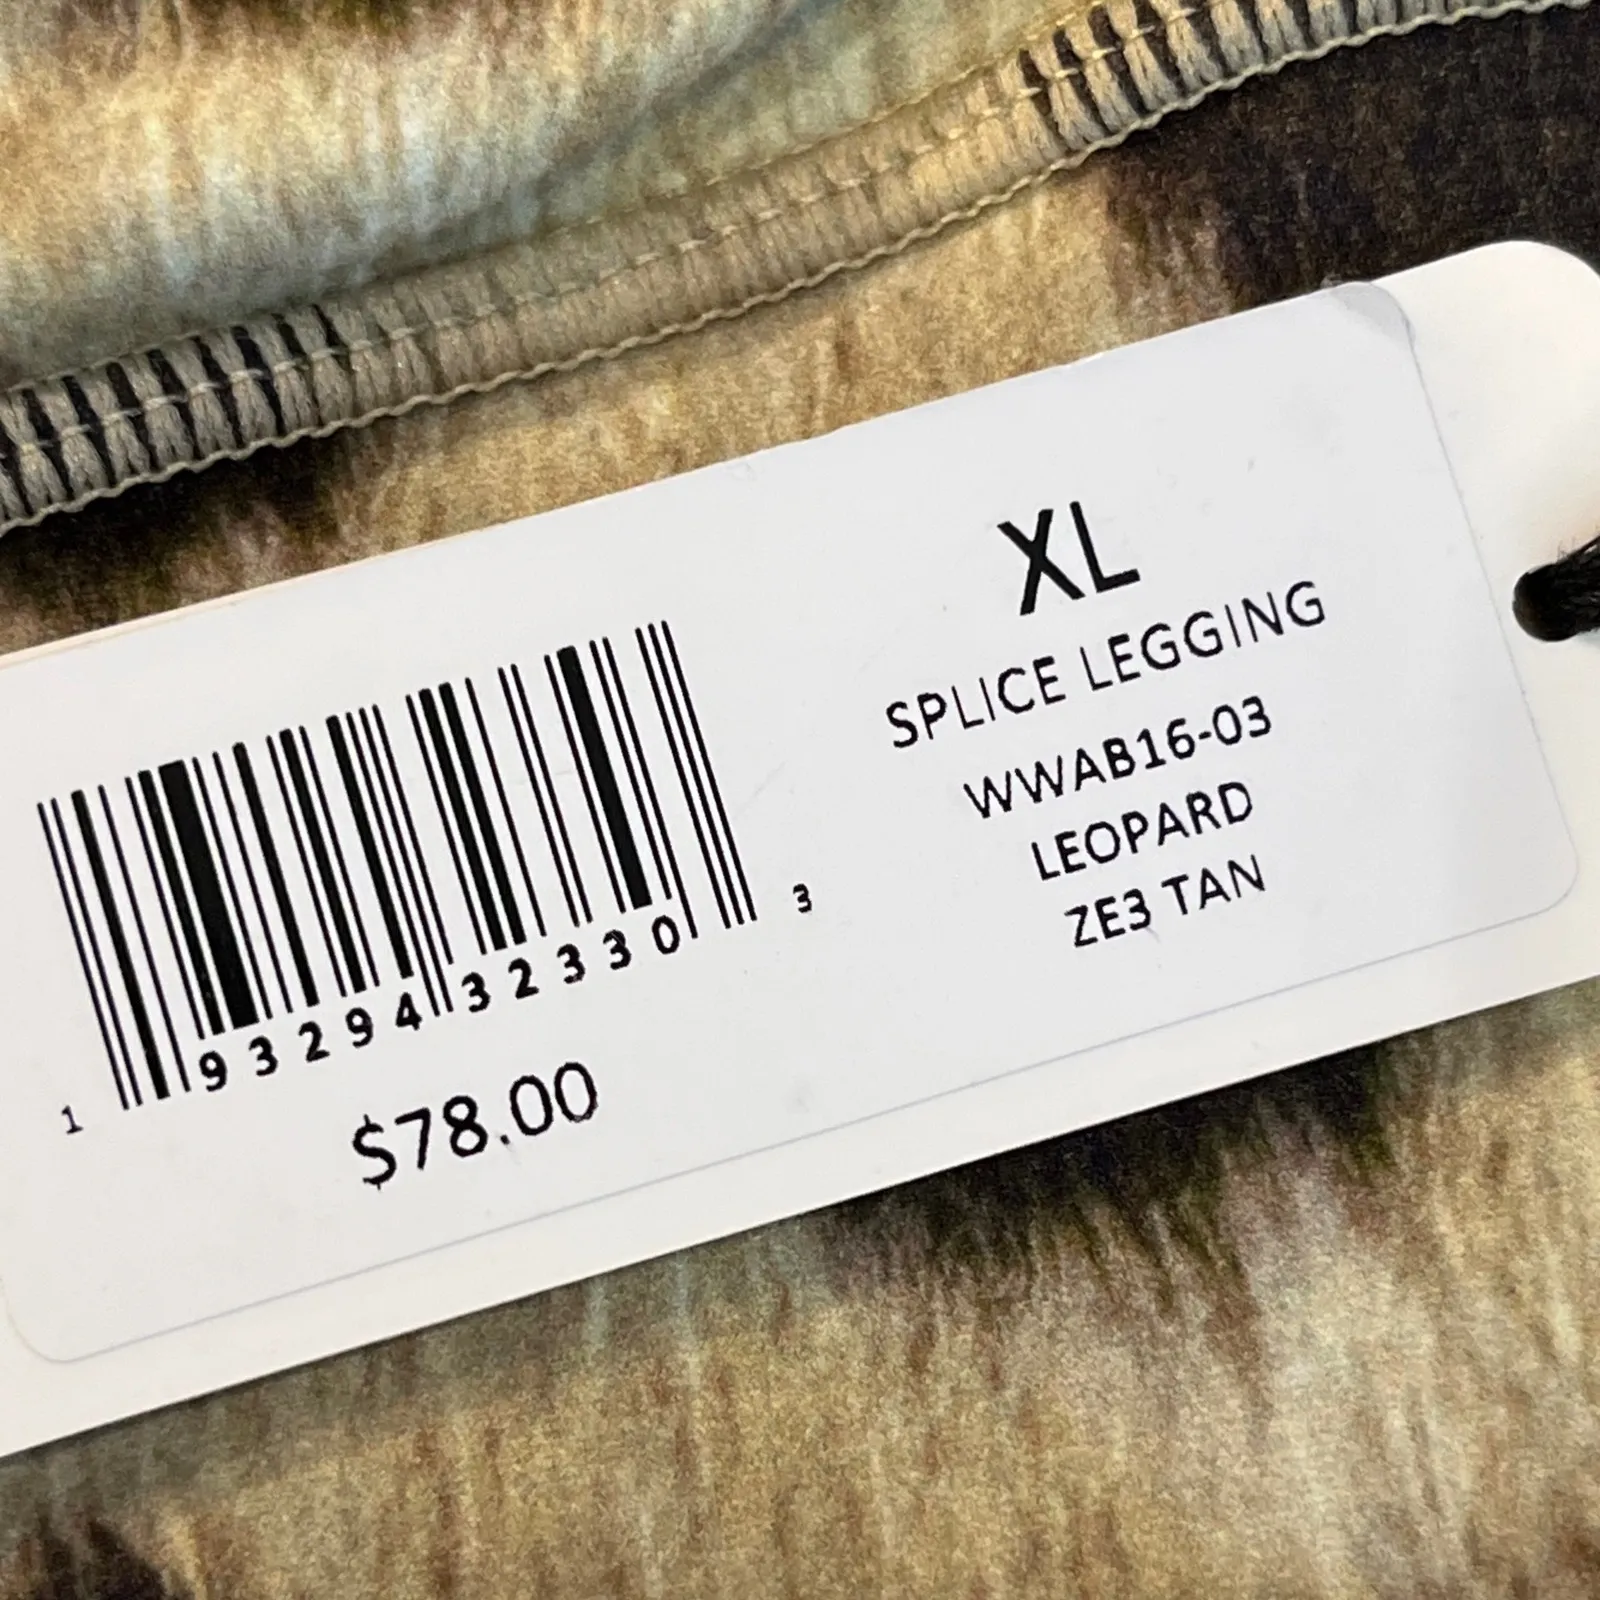 XL
SPLICE LEGGING
WWAB16-03
LEOPARD
ZE3 TAN
1 93294 32330 3
$78.00